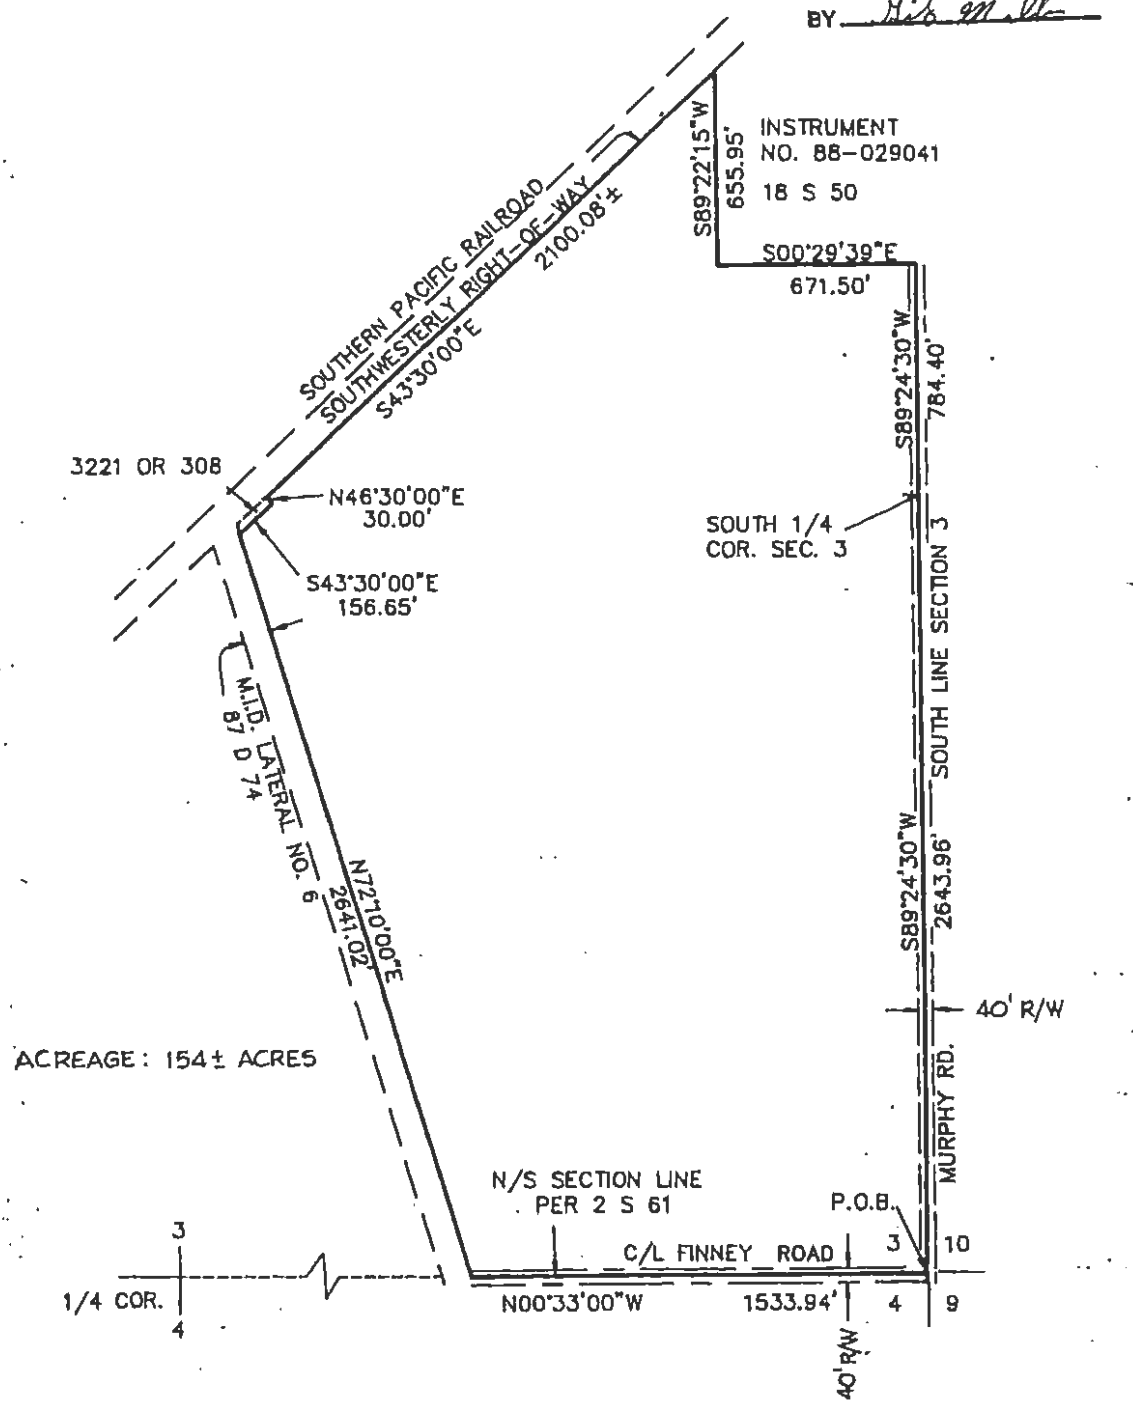 BY
INSTRUMENT
NO. 88-029041
18 S 50
S89°22'15"W
655.95'
S00°29'39"E
671.50'
SOUTHERN PACIFIC RAILROAD
SOUTHWESTERLY RIGHT-OF-WAY
2100.08'±
S43°30'00"E
S89°24'30"W
784.40'
3221 OR 308
N46°30'00"E
30.00'
SOUTH 1/4
COR. SEC. 3
S43°30'00"E
156.65'
SOUTH LINE SECTION 3
M.I.D. LATERAL NO. 6
87 D 74
N72°10'00"E
2641.02'
S89°24'30"W
2643.96'
40' R/W
ACREAGE: 154± ACRES
MURPHY RD.
N/S SECTION LINE
PER 2 S 61
P.O.B.
3
C/L FINNEY ROAD
3 10
1/4 COR.
N00°33'00"W
1533.94'
4 9
4
40' R/W